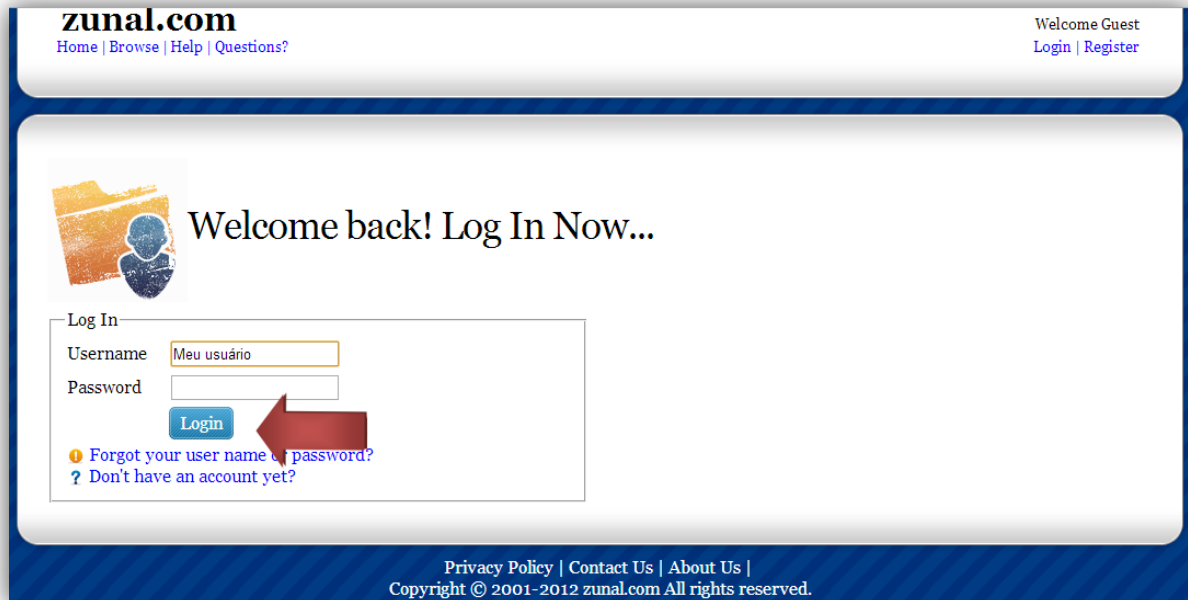 zunal.com
Home | Browse | Help | Questions?
Welcome Guest
Login | Register
Welcome back! Log In Now...
Log In
Username Meu usuário
Password
Login
Forgot your user name or password?
? Don't have an account yet?
Privacy Policy | Contact Us | About Us |
Copyright © 2001-2012 zunal.com All rights reserved.